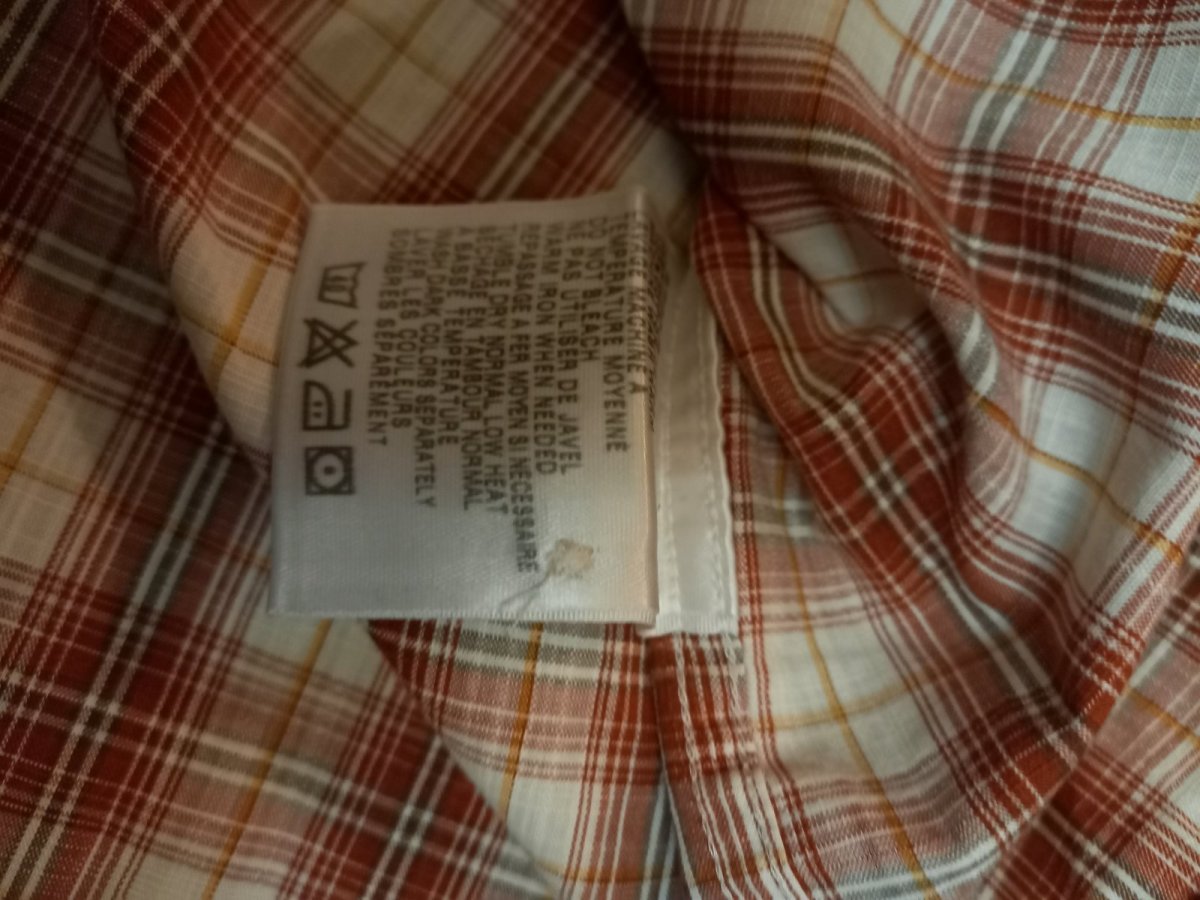 TEMPERATURE MOYENNE
DO NOT BLEACH
NE PAS UTILISER DE JAVEL
WARM IRON WHEN NEEDED
REPASSAGE A FER MOYEN SI NECESSAIRE
TUMBLE DRY NORMAL LOW HEAT
SECHAGE EN TAMBOUR NORMAL
A BASSE TEMPERATURE
WASH DARK COLORS SEPARATELY
LAVER LES COULEURS
SOMBRES SEPAREMENT